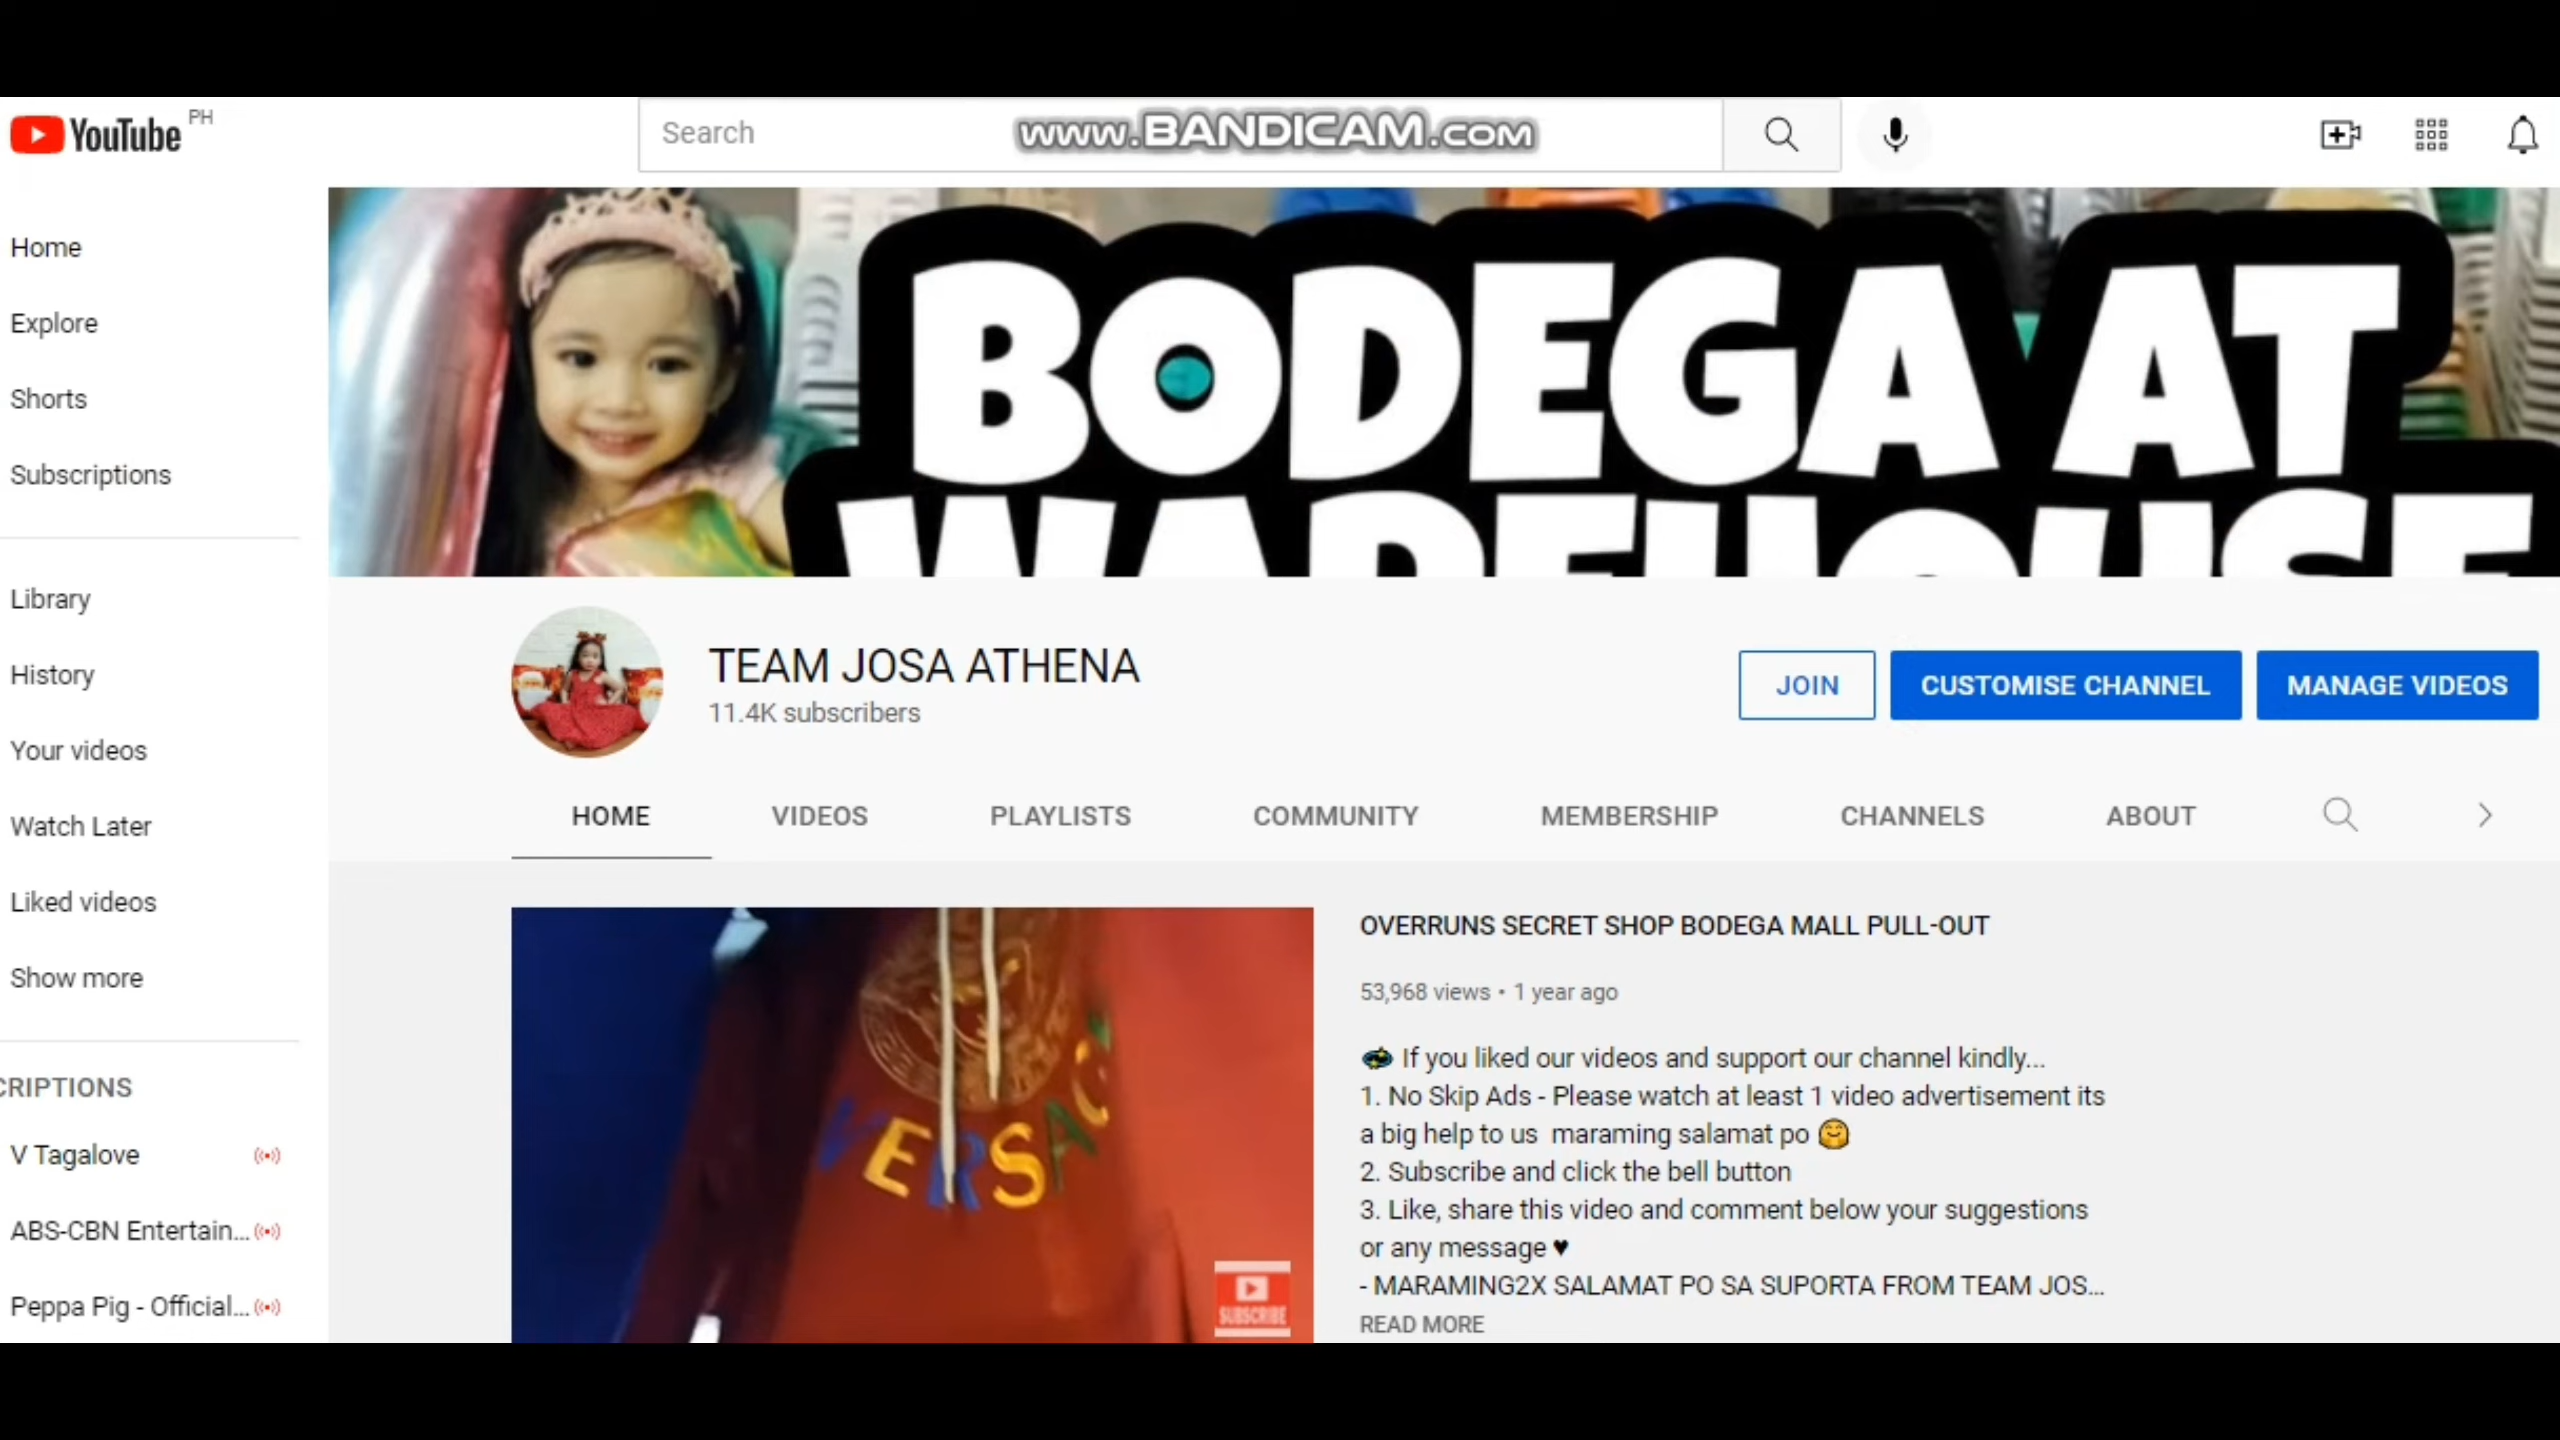 YouTube PH
Search
www.BANDICAM.com
Home
Explore
Shorts
Subscriptions
Library
History
Your videos
Watch Later
Liked videos
Show more
CRIPTIONS
V Tagalove
ABS-CBN Entertain...
Peppa Pig - Official...
BODEGA AT
WAREHOUSE
TEAM JOSA ATHENA
11.4K subscribers
JOIN
CUSTOMISE CHANNEL
MANAGE VIDEOS
HOME
VIDEOS
PLAYLISTS
COMMUNITY
MEMBERSHIP
CHANNELS
ABOUT
VERSAC
SUBSCRIBE
OVERRUNS SECRET SHOP BODEGA MALL PULL-OUT
53,968 views • 1 year ago
If you liked our videos and support our channel kindly...
1. No Skip Ads - Please watch at least 1 video advertisement its
a big help to us maraming salamat po 🤗
2. Subscribe and click the bell button
3. Like, share this video and comment below your suggestions
or any message ♥
- MARAMING2X SALAMAT PO SA SUPORTA FROM TEAM JOS...
READ MORE